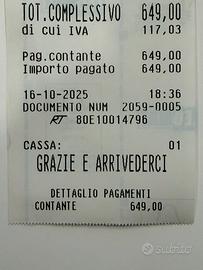 TOT.COMPLESSIVO 649,00
di cui IVA 117,03
Pag.contante 649,00
Importo pagato 649,00
16-10-2025 18:36
DOCUMENTO NUM 2059-0005
RT 80E10014796
CASSA: 01
GRAZIE E ARRIVEDERCI
DETTAGLIO PAGAMENTI
CONTANTE 649,00
subito